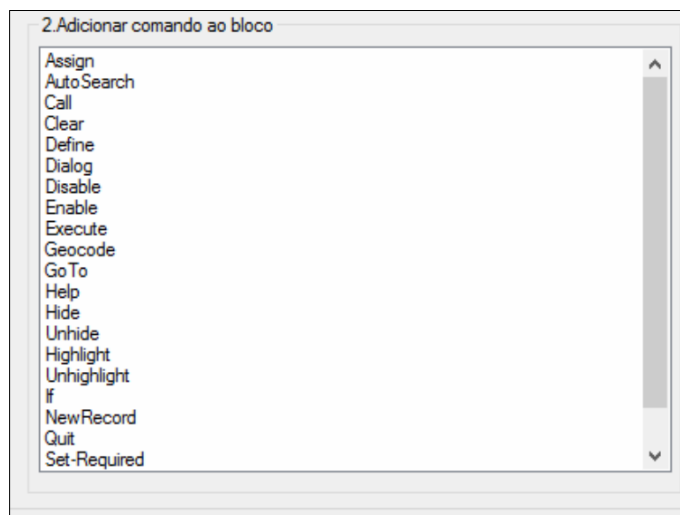 2.Adicionar comando ao bloco
Assign
AutoSearch
Call
Clear
Define
Dialog
Disable
Enable
Execute
Geocode
GoTo
Help
Hide
Unhide
Highlight
Unhighlight
If
NewRecord
Quit
Set-Required